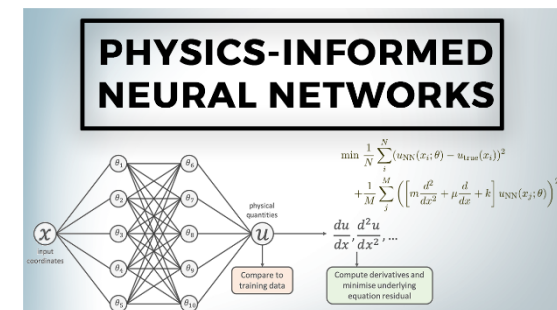 PHYSICS-INFORMED
NEURAL NETWORKS
min 1/N ∑_i^N (u_NN(x_i; θ) − u_true(x_i))²
+ 1/M ∑_j^M ([m d²/dx² + μ d/dx + k] u_NN(x_j; θ))²
θ₁
θ₂
θ₃
θ₄
θ₅
θ₆
θ₇
θ₈
θ₉
θ₁₀
x
input
coordinates
physical
quantities
u
du/dx, d²u/dx², ...
Compare to
training data
Compute derivatives and
minimise underlying
equation residual